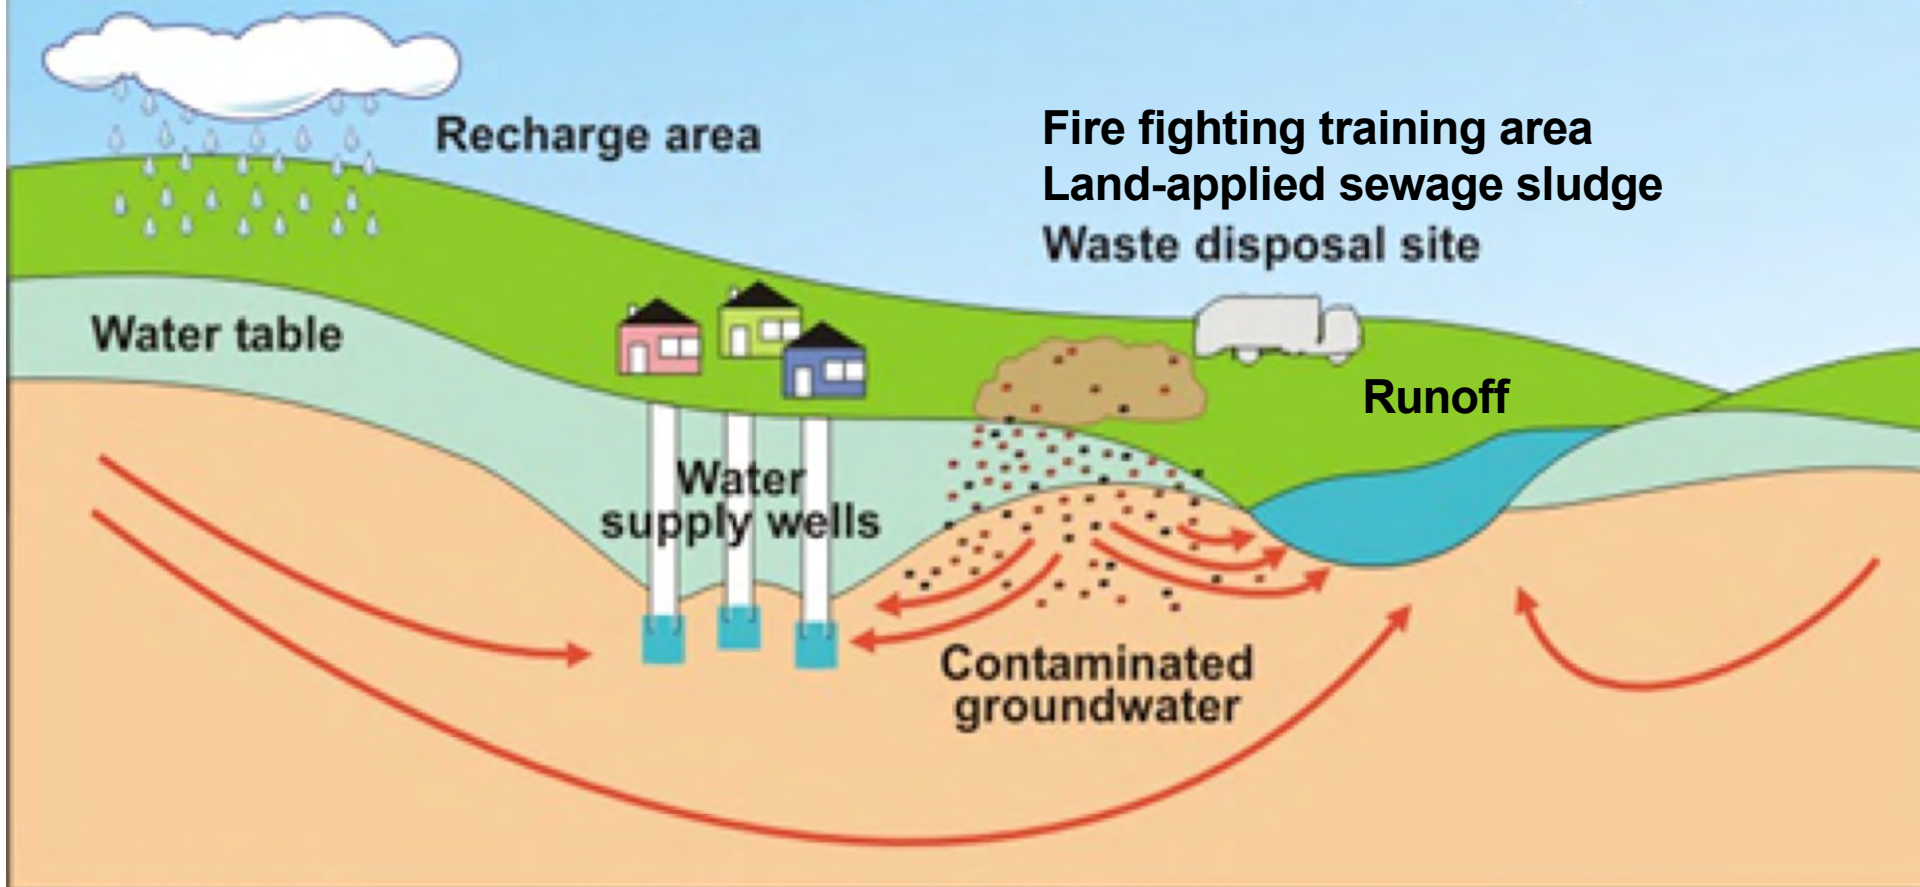 Recharge area
Fire fighting training area
Land-applied sewage sludge
Waste disposal site
Water table
Runoff
Water
supply wells
Contaminated
groundwater